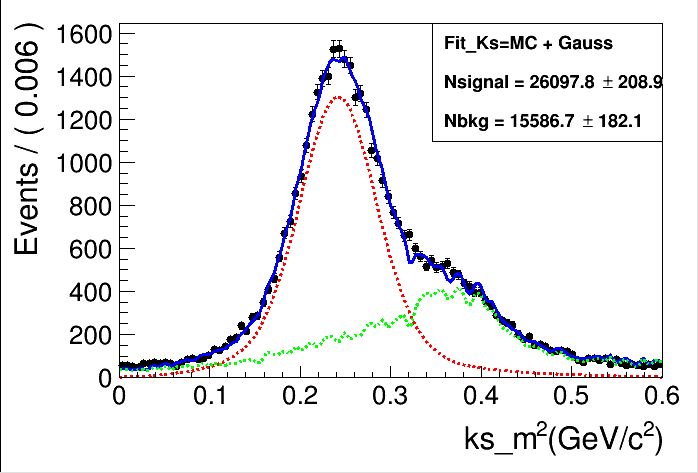 Events / ( 0.006 )
1600
1400
1200
1000
800
600
400
200
0
Fit_Ks=MC + Gauss
Nsignal = 26097.8 ± 208.9
Nbkg = 15586.7 ± 182.1
0 0.1 0.2 0.3 0.4 0.5 0.6
ks_m²(GeV/c²)